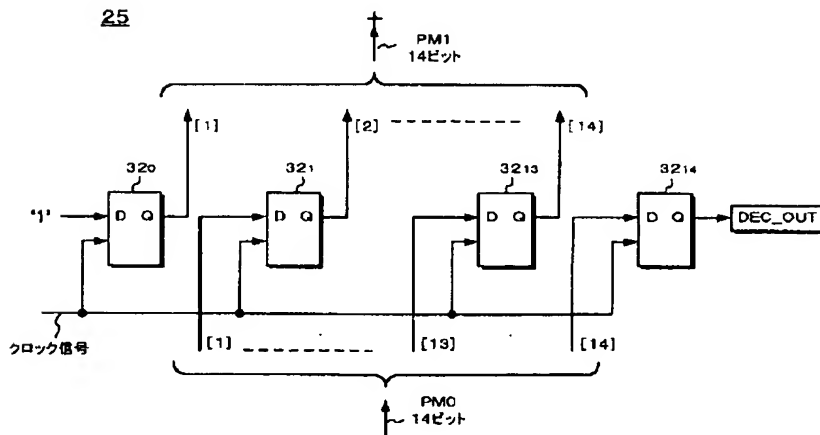 25
PM1
14ビット
[1]
[2]
[14]
32₀
32₁
32₁₃
32₁₄
"1"
D Q
D Q
D Q
D Q
DEC_OUT
クロック信号
[1]
[13]
[14]
PM0
14ビット